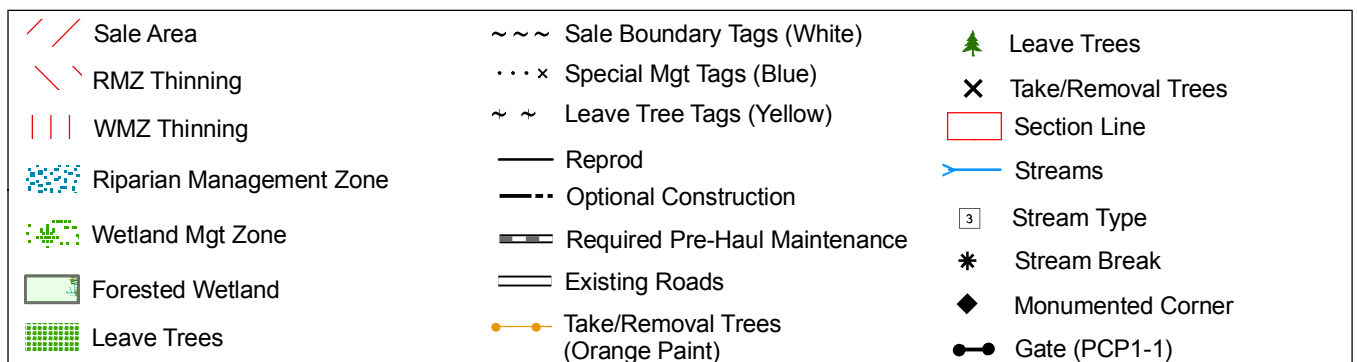 Sale Area
RMZ Thinning
WMZ Thinning
Riparian Management Zone
Wetland Mgt Zone
Forested Wetland
Leave Trees
Sale Boundary Tags (White)
Special Mgt Tags (Blue)
Leave Tree Tags (Yellow)
Reprod
Optional Construction
Required Pre-Haul Maintenance
Existing Roads
Take/Removal Trees
(Orange Paint)
Leave Trees
Take/Removal Trees
Section Line
Streams
3 Stream Type
Stream Break
Monumented Corner
Gate (PCP1-1)